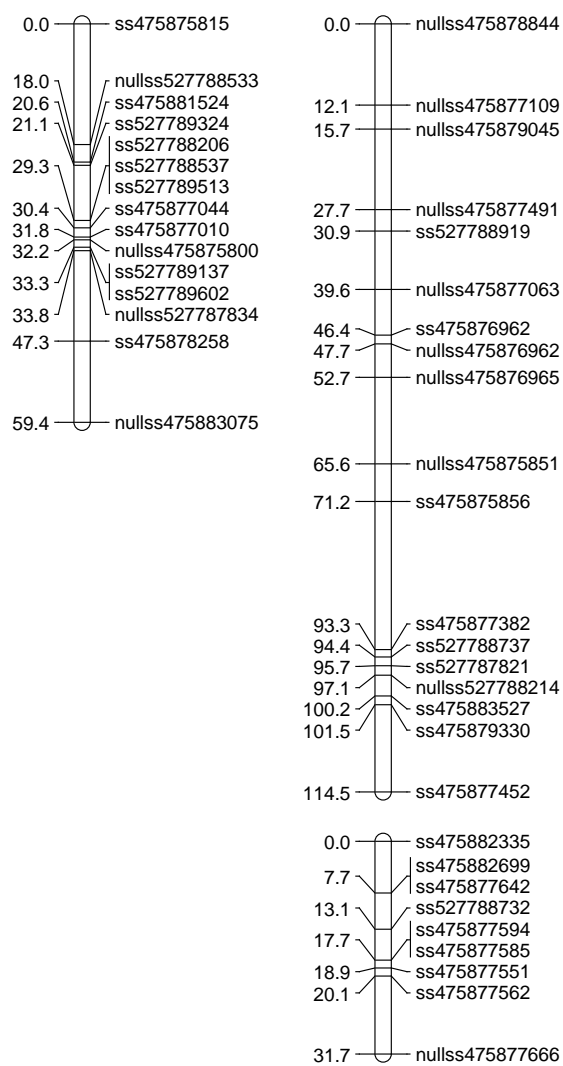 0.0 ss475875815
18.0 nullss527788533
20.6 ss475881524
21.1 ss527789324
ss527788206
29.3 ss527788537
ss527789513
30.4 ss475877044
31.8 ss475877010
32.2 nullss475875800
33.3 ss527789137
ss527789602
33.8 nullss527787834
47.3 ss475878258
59.4 nullss475883075
0.0 nullss475878844
12.1 nullss475877109
15.7 nullss475879045
27.7 nullss475877491
30.9 ss527788919
39.6 nullss475877063
46.4 ss475876962
47.7 nullss475876962
52.7 nullss475876965
65.6 nullss475875851
71.2 ss475875856
93.3 ss475877382
94.4 ss527788737
95.7 ss527787821
97.1 nullss527788214
100.2 ss475883527
101.5 ss475879330
114.5 ss475877452
0.0 ss475882335
7.7 ss475882699
ss475877642
13.1 ss527788732
17.7 ss475877594
ss475877585
18.9 ss475877551
20.1 ss475877562
31.7 nullss475877666